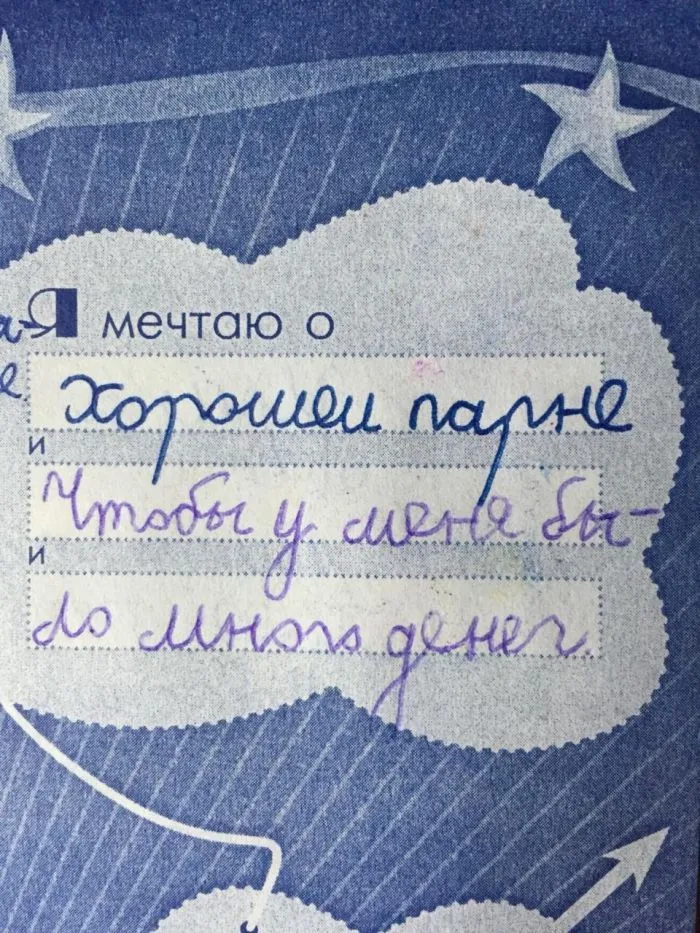 Я мечтаю о
хорошем парне
и
Чтобы у меня бы-
и
ло много денег